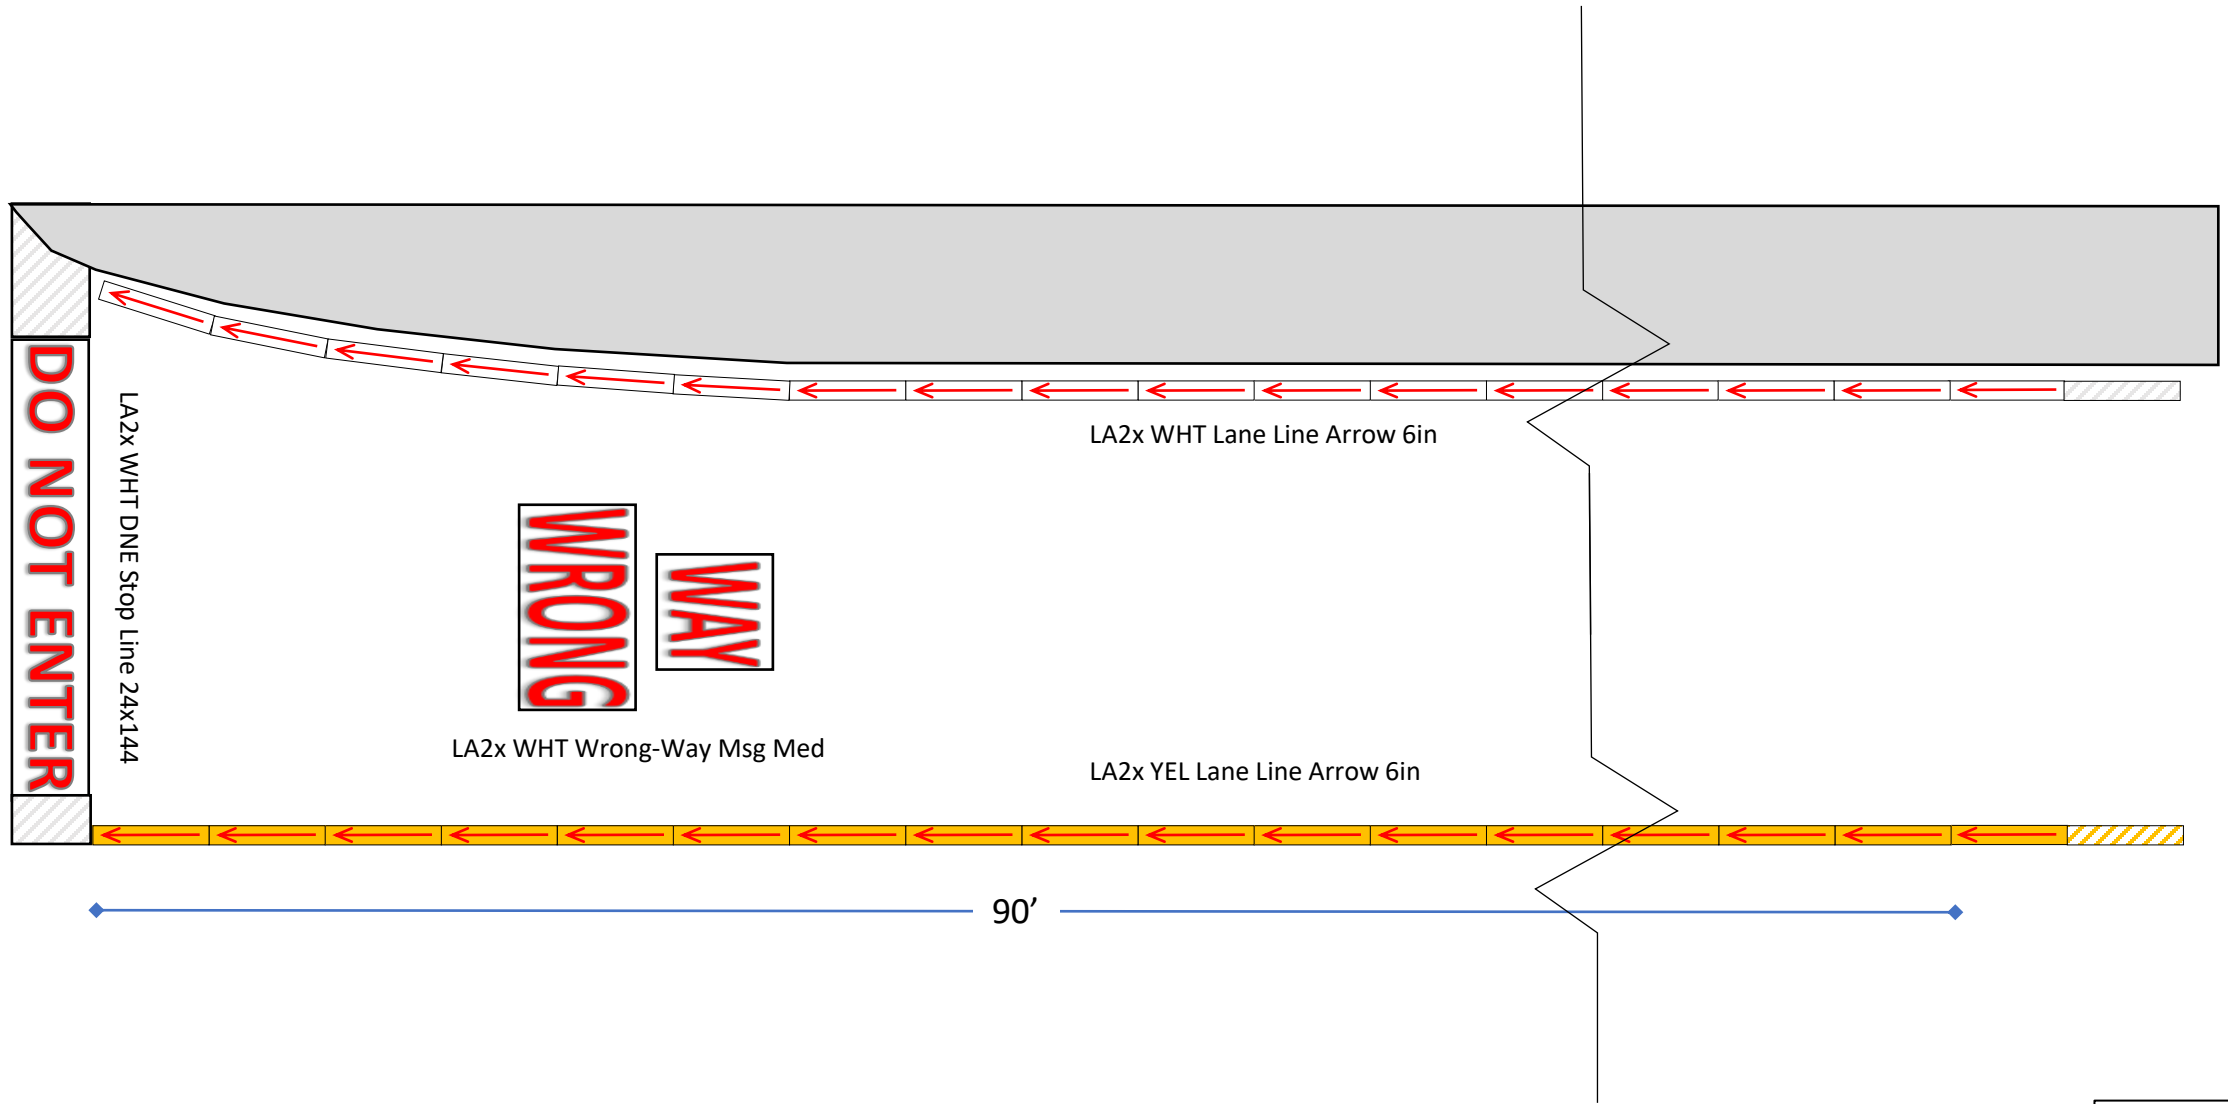 DO NOT ENTER
LA2x WHT DNE Stop Line 24x144
WRONG
WAY
LA2x WHT Wrong-Way Msg Med
LA2x WHT Lane Line Arrow 6in
LA2x YEL Lane Line Arrow 6in
90’